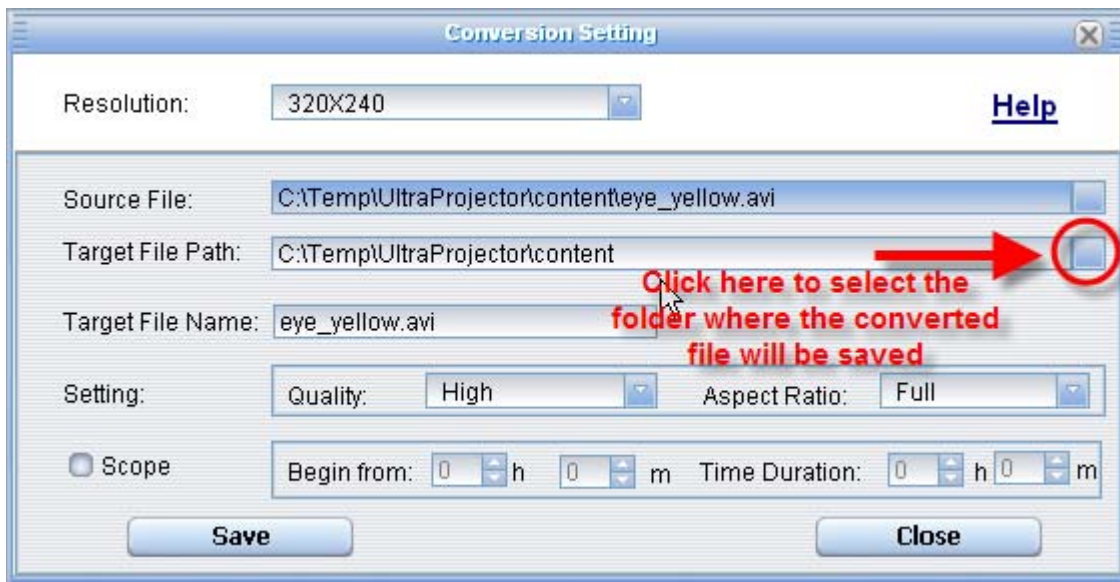 Conversion Setting
Resolution: 320X240 Help
Source File: C:\Temp\UltraProjector\content\eye_yellow.avi
Target File Path: C:\Temp\UltraProjector\content
Click here to select the
Target File Name: eye_yellow.avi folder where the converted
file will be saved
Setting: Quality: High Aspect Ratio: Full
Scope Begin from: 0 h 0 m Time Duration: 0 h 0 m
Save Close